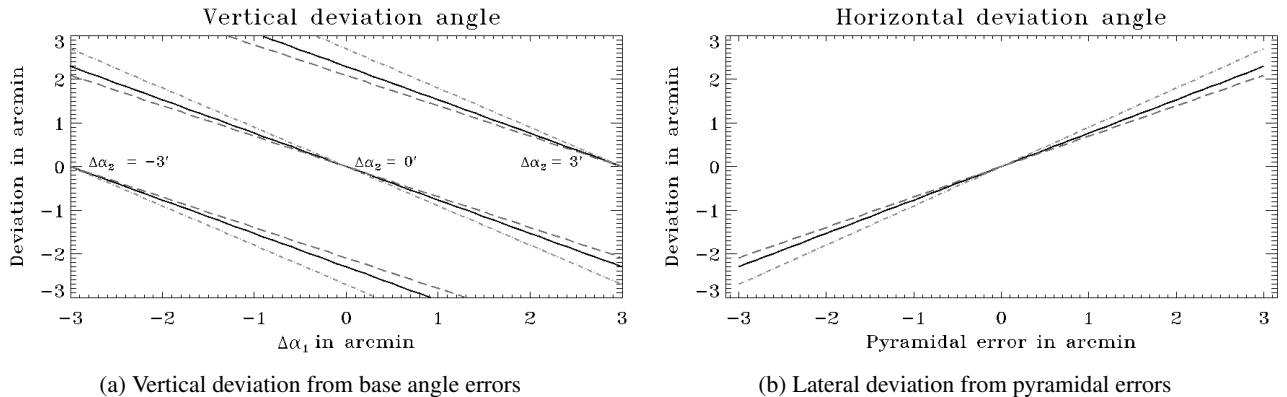 Vertical deviation angle
Deviation in arcmin
3
2
1
0
−1
−2
−3
Δα₂ = −3′
Δα₂ = 0′
Δα₂ = 3′
−3 −2 −1 0 1 2 3
Δα₁ in arcmin
(a) Vertical deviation from base angle errors
Horizontal deviation angle
Deviation in arcmin
3
2
1
0
−1
−2
−3
−3 −2 −1 0 1 2 3
Pyramidal error in arcmin
(b) Lateral deviation from pyramidal errors